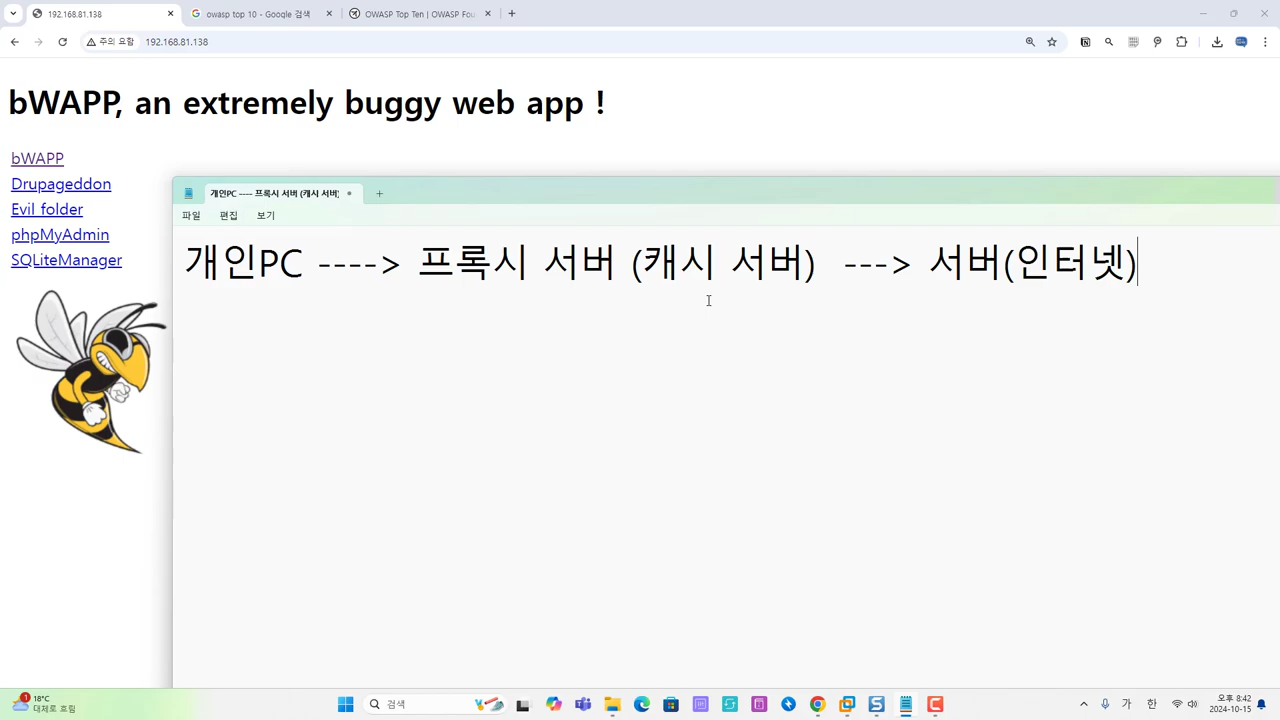 192.168.81.138
owasp top 10 - Google 검색
OWASP Top Ten | OWASP Fou
주의 요함
192.168.81.138
bWAPP, an extremely buggy web app !
bWAPP
Drupageddon
Evil folder
phpMyAdmin
SQLiteManager
개인PC ---- 프록시 서버 (캐시 서버)
파일 편집 보기
개인PC ----> 프록시 서버 (캐시 서버) ---> 서버(인터넷)
1
18°C
대체로 흐림
검색
가
한
오후 8:42
2024-10-15